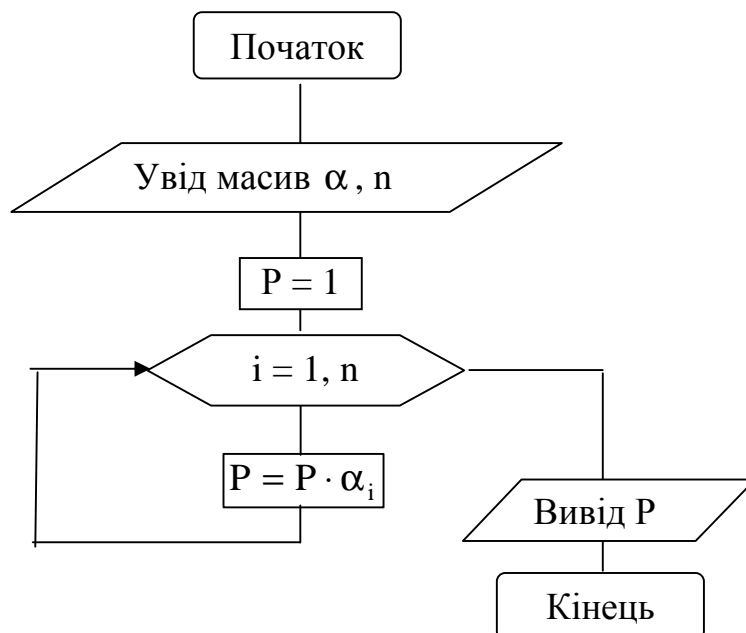 Початок
Увід масив α , n
P = 1
i = 1, n
P = P · αᵢ
Вивід P
Кінець